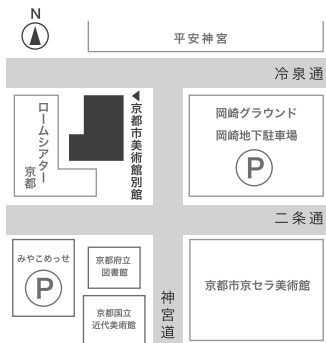 N
平安神宮
冷泉通
ロームシアター
京都
◀京都市美術館別館
岡崎グラウンド
岡崎地下駐車場
P
二条通
みやこめっせ
P
京都府立
図書館
京都国立
近代美術館
神宮道
京都市京セラ美術館